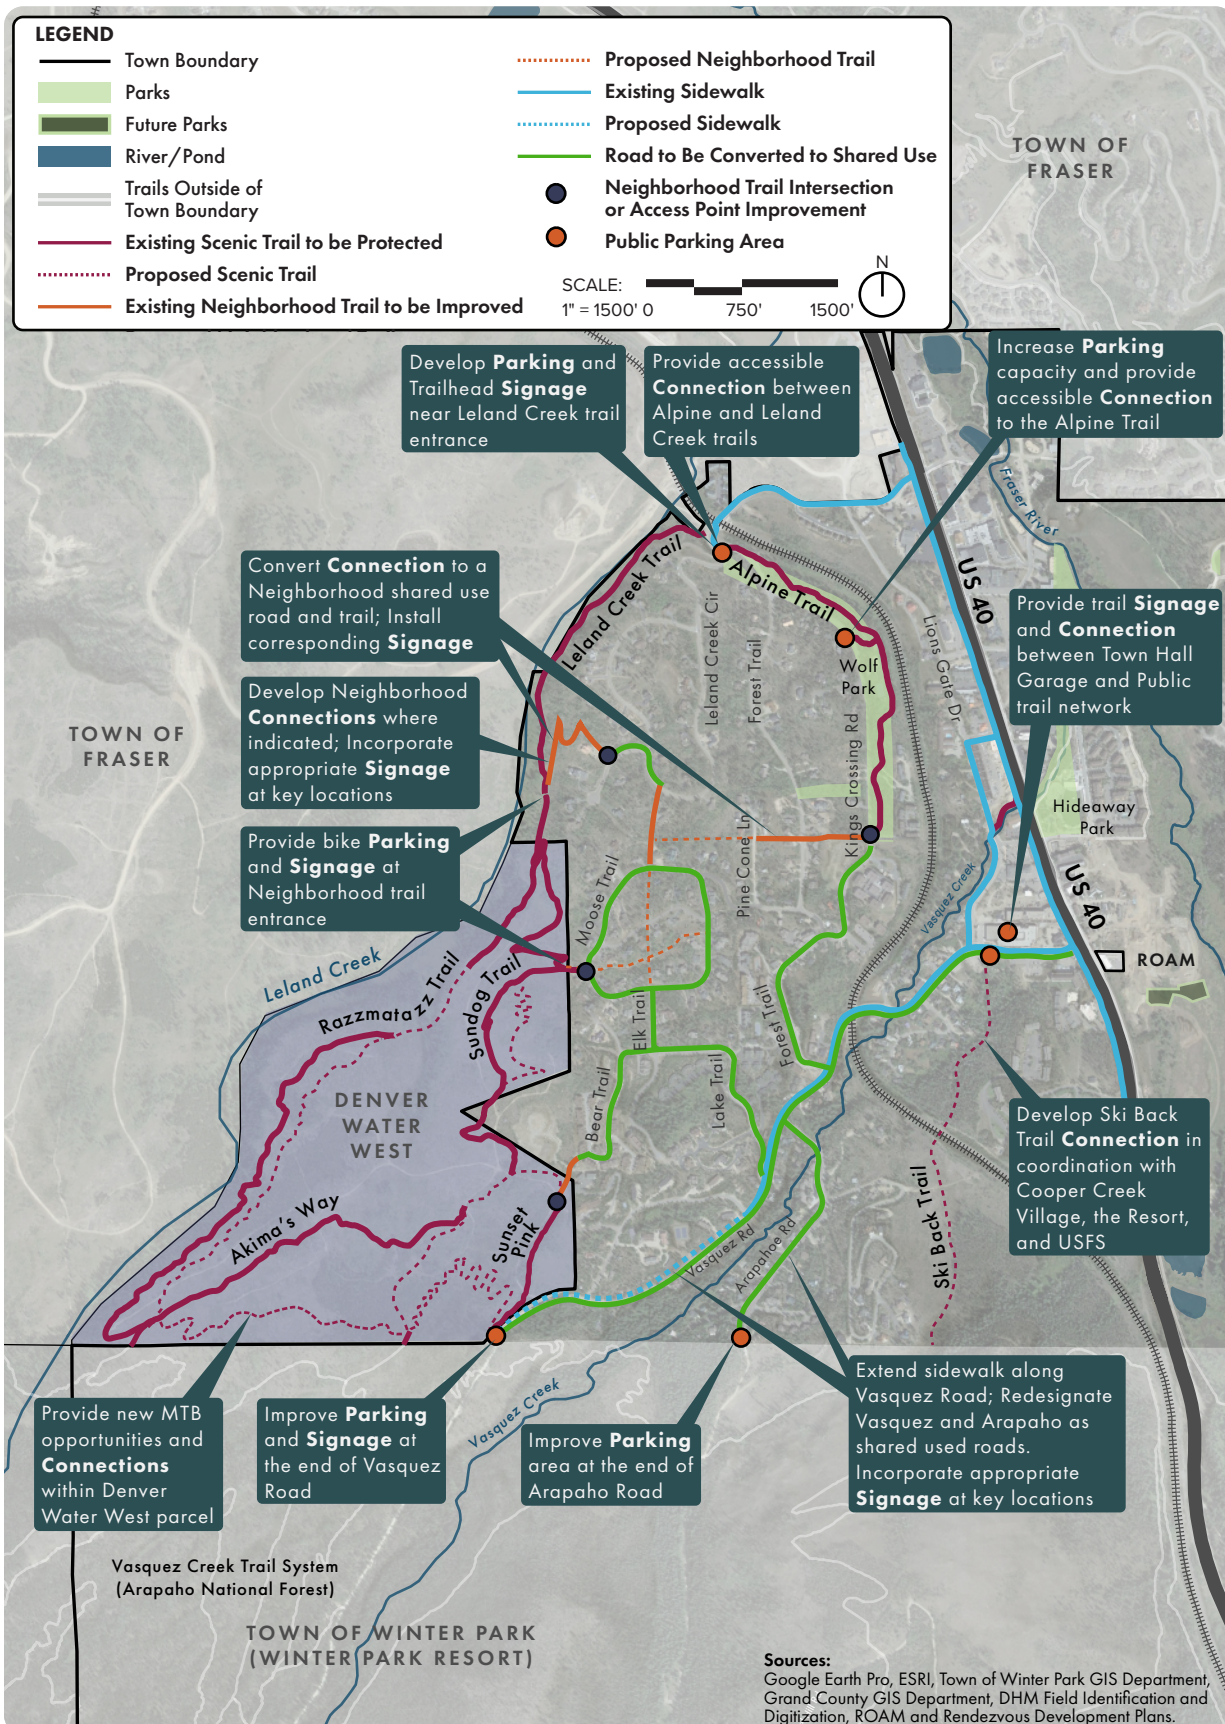 LEGEND
Town Boundary
Parks
Future Parks
River/Pond
Trails Outside of
Town Boundary
Existing Scenic Trail to be Protected
Proposed Scenic Trail
Existing Neighborhood Trail to be Improved
Proposed Neighborhood Trail
Existing Sidewalk
Proposed Sidewalk
Road to Be Converted to Shared Use
Neighborhood Trail Intersection
or Access Point Improvement
Public Parking Area
SCALE:
1" = 1500' 0 750' 1500'
N
TOWN OF
FRASER
Develop Parking and
Trailhead Signage
near Leland Creek trail
entrance
Provide accessible
Connection between
Alpine and Leland
Creek trails
Increase Parking
capacity and provide
accessible Connection
to the Alpine Trail
Fraser River
US 40
Convert Connection to a
Neighborhood shared use
road and trail; Install
corresponding Signage
Leland Creek Trail
Alpine Trail
Leland Creek Cir
Forest Trail
Wolf
Park
Lions Gate Dr
Provide trail Signage
and Connection
between Town Hall
Garage and Public
trail network
Develop Neighborhood
Connections where
indicated; Incorporate
appropriate Signage
at key locations
TOWN OF
FRASER
Kings Crossing Rd
Hideaway
Park
Provide bike Parking
and Signage at
Neighborhood trail
entrance
Moose Trail
Pine Cone Ln
Vasquez Creek
US 40
ROAM
Leland Creek
Razzmatazz Trail
Sundog Trail
Elk Trail
Forest Trail
Bear Trail
Lake Trail
DENVER
WATER
WEST
Develop Ski Back
Trail Connection in
coordination with
Cooper Creek
Village, the Resort,
and USFS
Akima's Way
Sunset
Pink
Vasquez Rd
Arapahoe Rd
Ski Back Trail
Provide new MTB
opportunities and
Connections
within Denver
Water West parcel
Improve Parking
and Signage at
the end of Vasquez
Road
Vasquez Creek
Improve Parking
area at the end of
Arapaho Road
Extend sidewalk along
Vasquez Road; Redesignate
Vasquez and Arapaho as
shared used roads.
Incorporate appropriate
Signage at key locations
Vasquez Creek Trail System
(Arapaho National Forest)
TOWN OF WINTER PARK
(WINTER PARK RESORT)
Sources:
Google Earth Pro, ESRI, Town of Winter Park GIS Department,
Grand County GIS Department, DHM Field Identification and
Digitization, ROAM and Rendezvous Development Plans.